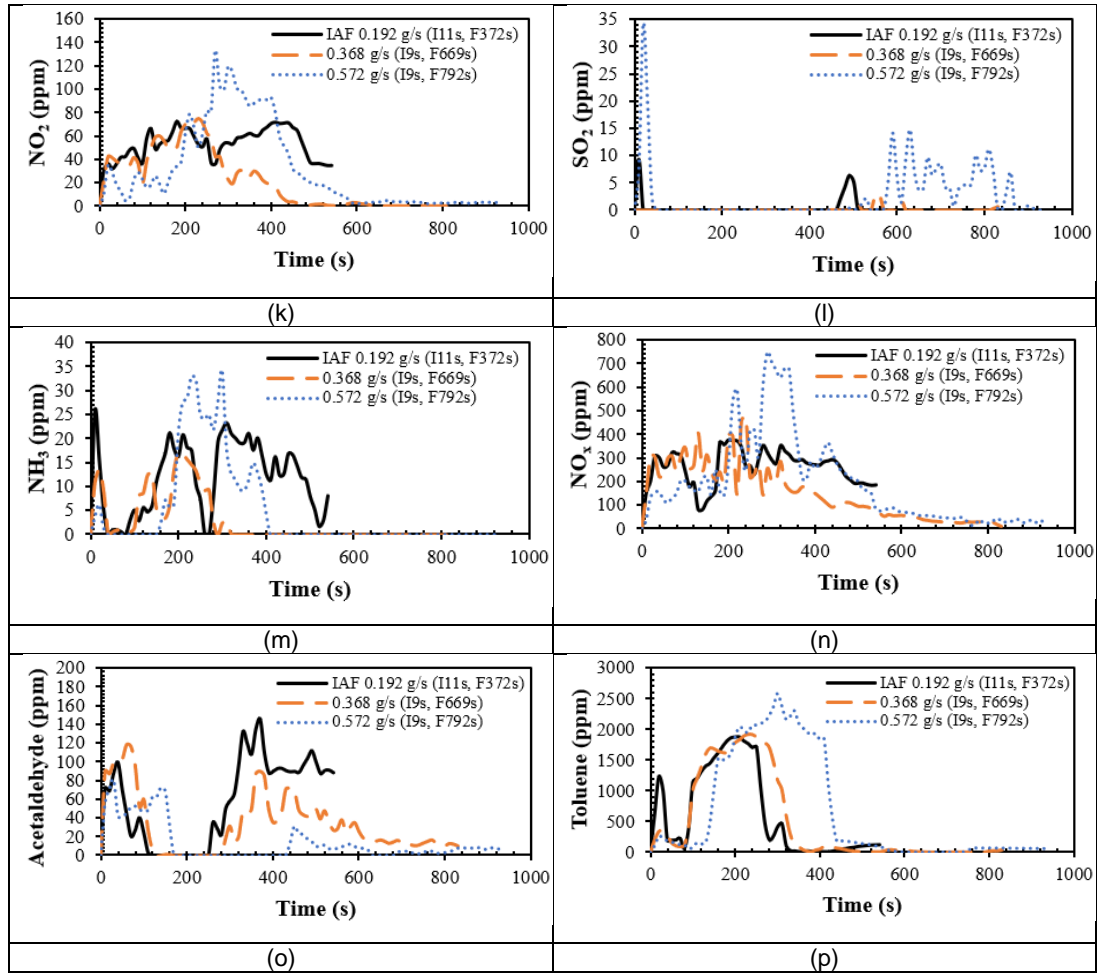 NO2 (ppm)
160
140
120
100
80
60
40
20
0
0 200 400 600 800 1000
Time (s)
IAF 0.192 g/s (I11s, F372s)
0.368 g/s (I9s, F669s)
0.572 g/s (I9s, F792s)
SO2 (ppm)
35
30
25
20
15
10
5
0
0 200 400 600 800 1000
Time (s)
IAF 0.192 g/s (I11s, F372s)
0.368 g/s (I9s, F669s)
0.572 g/s (I9s, F792s)
(k)
(l)
NH3 (ppm)
40
35
30
25
20
15
10
5
0
0 200 400 600 800 1000
Time (s)
IAF 0.192 g/s (I11s, F372s)
0.368 g/s (I9s, F669s)
0.572 g/s (I9s, F792s)
NOx (ppm)
800
700
600
500
400
300
200
100
0
0 200 400 600 800 1000
Time (s)
IAF 0.192 g/s (I11s, F372s)
0.368 g/s (I9s, F669s)
0.572 g/s (I9s, F792s)
(m)
(n)
Acetaldehyde (ppm)
200
180
160
140
120
100
80
60
40
20
0
0 200 400 600 800 1000
Time (s)
IAF 0.192 g/s (I11s, F372s)
0.368 g/s (I9s, F669s)
0.572 g/s (I9s, F792s)
Toluene (ppm)
3000
2500
2000
1500
1000
500
0
0 200 400 600 800 1000
Time (s)
IAF 0.192 g/s (I11s, F372s)
0.368 g/s (I9s, F669s)
0.572 g/s (I9s, F792s)
(o)
(p)